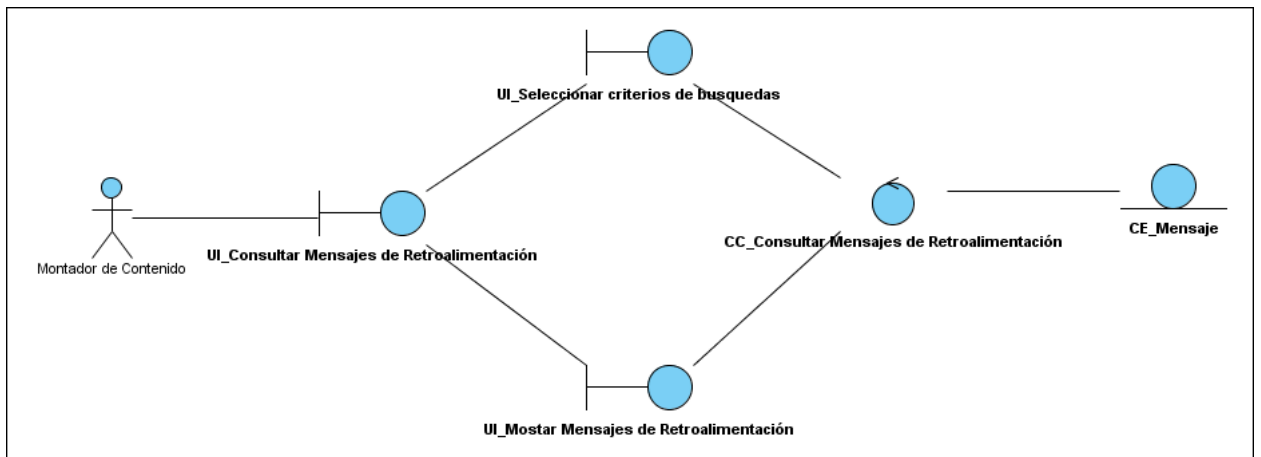 UI_Seleccionar criterios de busquedas
Montador de Contenido
UI_Consultar Mensajes de Retroalimentación
CC_Consultar Mensajes de Retroalimentación
CE_Mensaje
UI_Mostar Mensajes de Retroalimentación